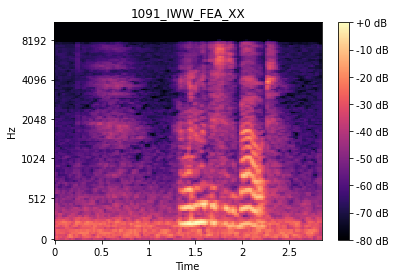 1091_IWW_FEA_XX
+0 dB
8192
-10 dB
4096
-20 dB
-30 dB
2048
-40 dB
Hz
1024
-50 dB
512
-60 dB
-70 dB
0
-80 dB
0 0.5 1 1.5 2 2.5
Time